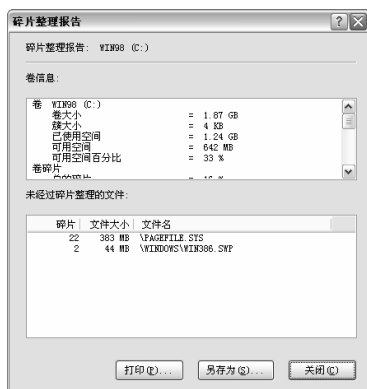 碎片整理报告
碎片整理报告: WIN98 (C:)
卷信息:
卷 WIN98 (C:)
卷大小 = 1.87 GB
簇大小 = 4 KB
已使用空间 = 1.24 GB
可用空间 = 642 MB
可用空间百分比 = 33 %
卷碎片
未经过碎片整理的文件:
碎片 文件大小 文件名
22 383 MB \PAGEFILE.SYS
2 44 MB \WINDOWS\WIN386.SWP
打印(P)... 另存为(S)... 关闭(C)